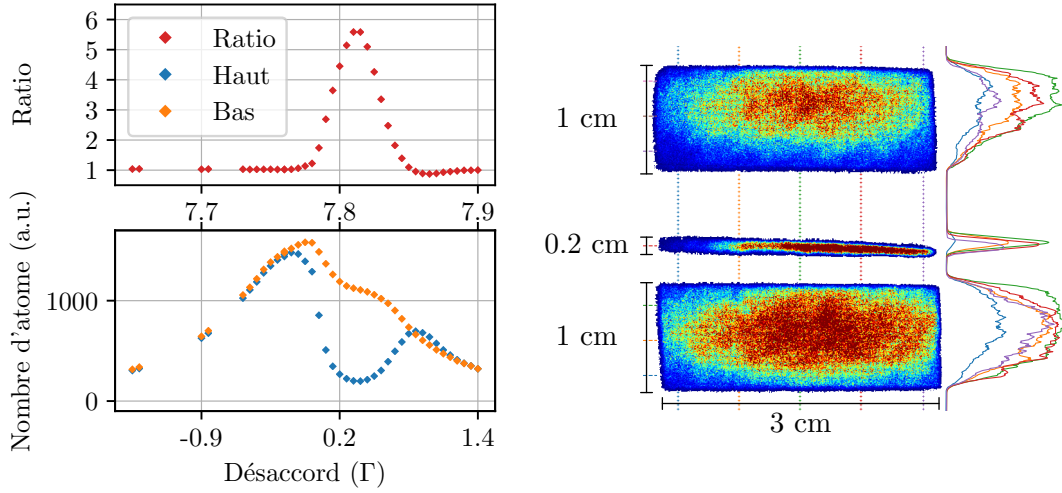 6
5
4
3
2
1
Ratio
Ratio
Haut
Bas
7.7
7.8
7.9
Nombre d'atome (a.u.)
1000
0
-0.9
0.2
1.4
Désaccord (Γ)
1 cm
0.2 cm
1 cm
3 cm